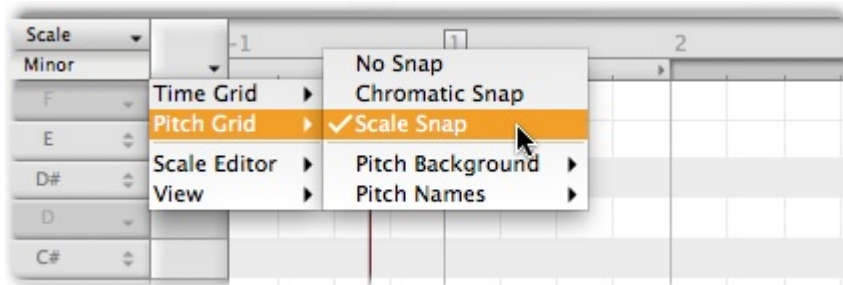 Scale
-1
1
2
Minor
No Snap
F
Time Grid
Chromatic Snap
Pitch Grid
✓Scale Snap
E
Scale Editor
Pitch Background
D#
View
Pitch Names
D
C#